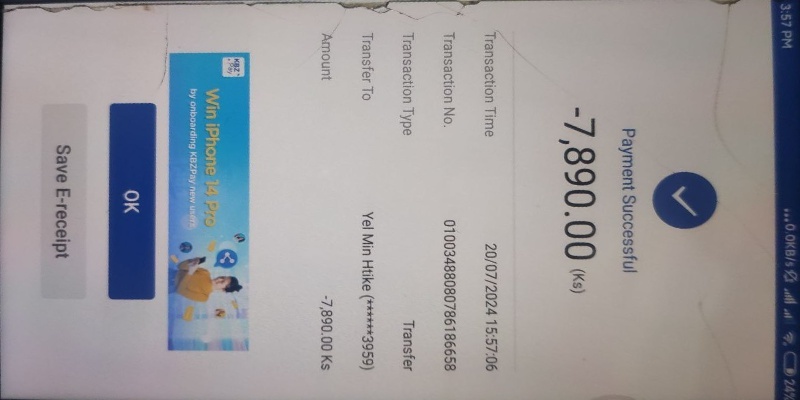 3:57 PM ...0.0KB/s 24%
Payment Successful
-7,890.00 (Ks)
Transaction Time 20/07/2024 15:57:06
Transaction No. 01003488080786186658
Transaction Type Transfer
Transfer To Yel Min Htike (******3959)
Amount -7,890.00 Ks
KBZ Pay
Win iPhone 14 Pro
by onboarding KBZPay new users
OK
Save E-receipt